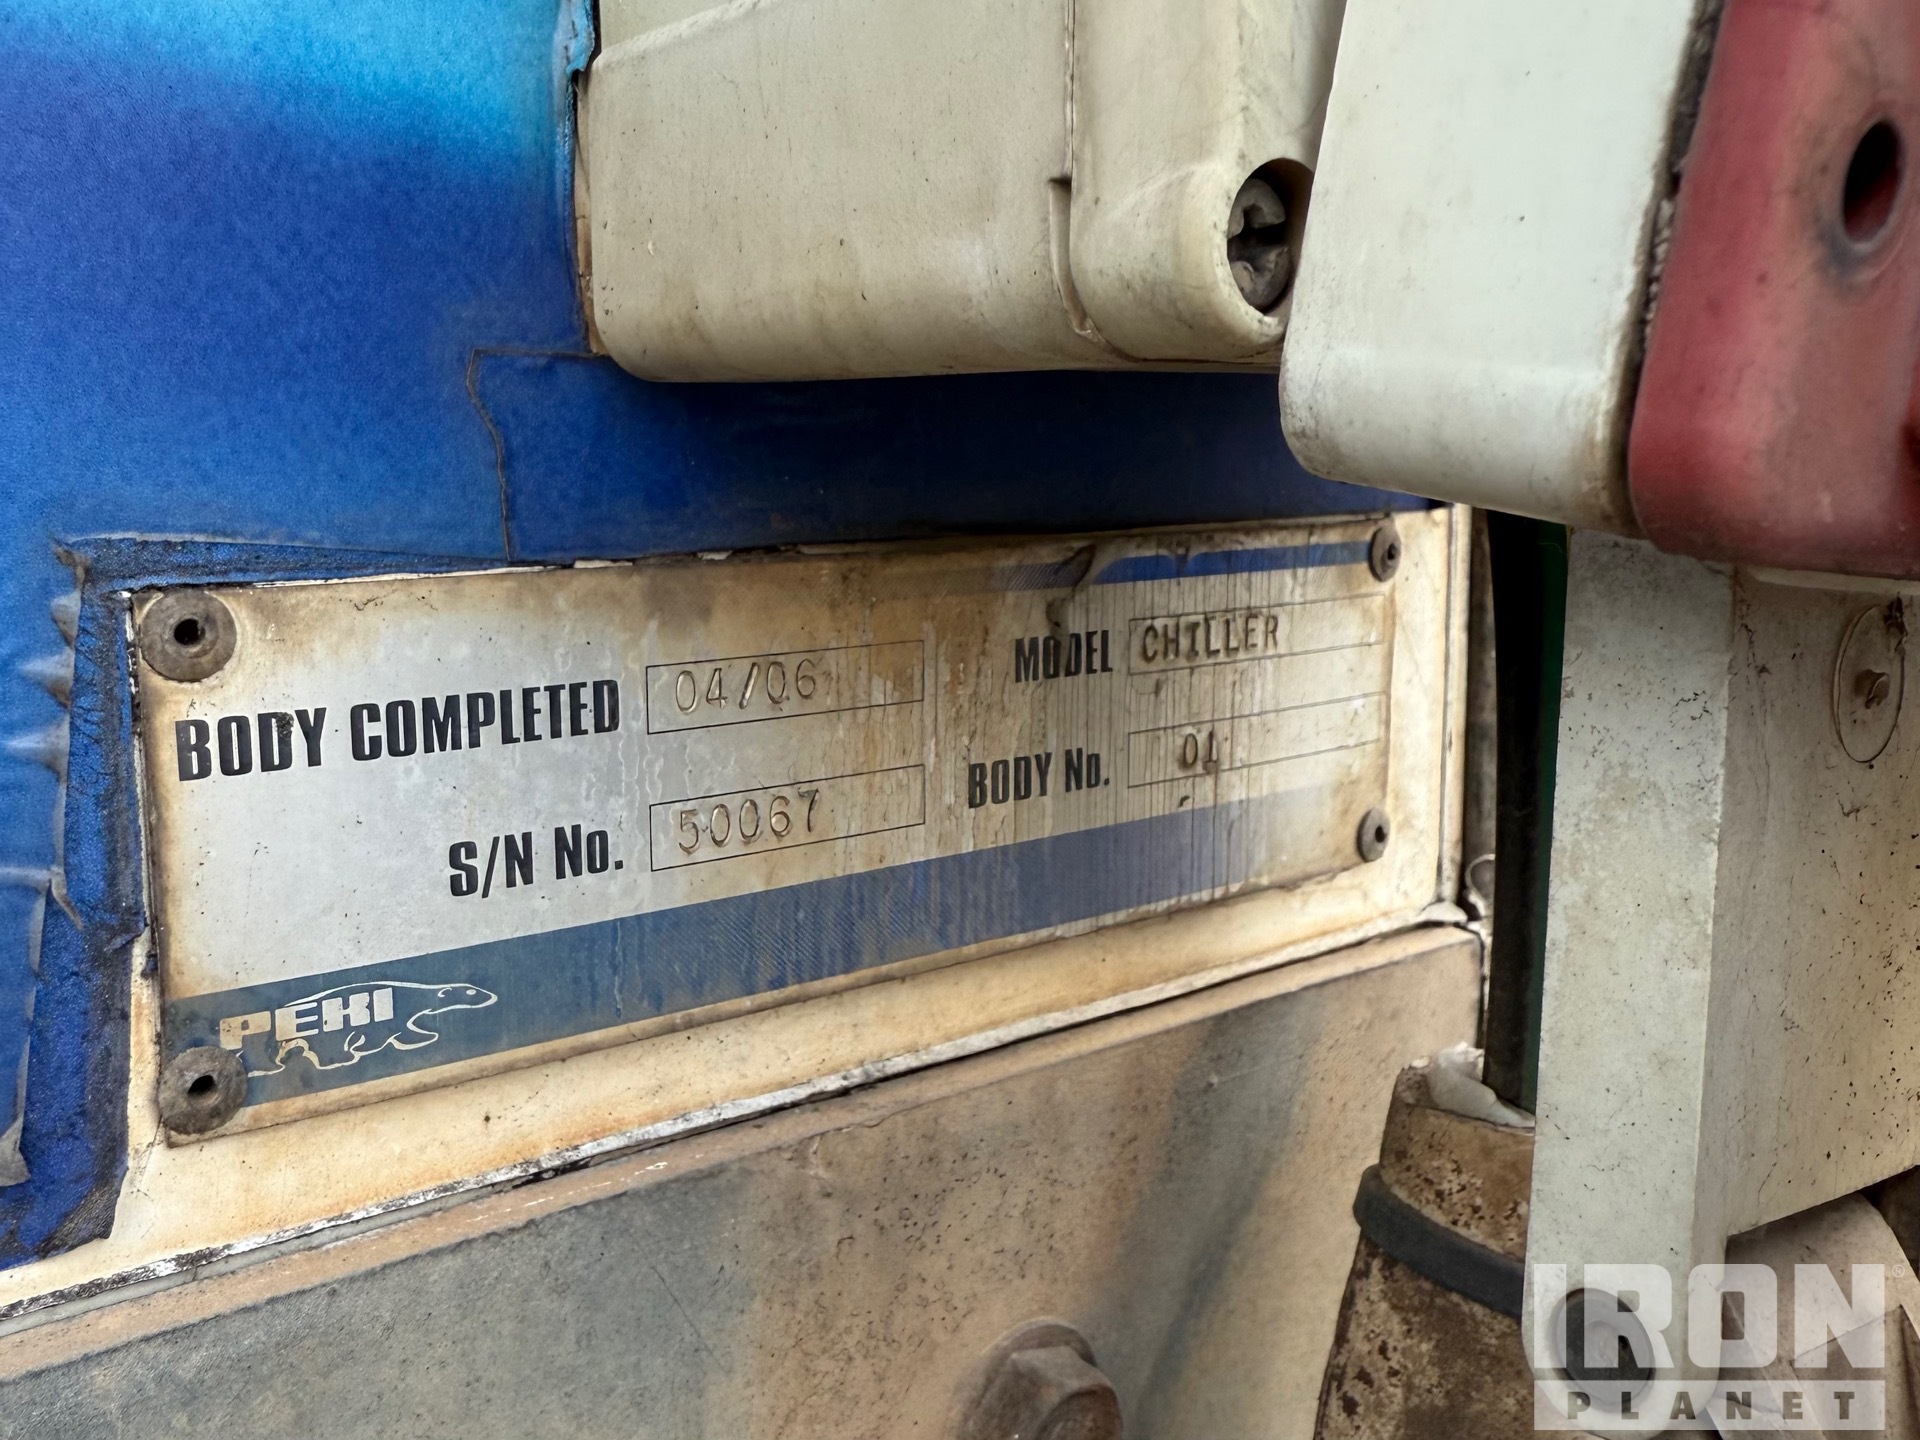 BODY COMPLETED 04/06
MODEL CHILLER
S/N No. 50067
BODY No. 01
PEKI
IRON
PLANET